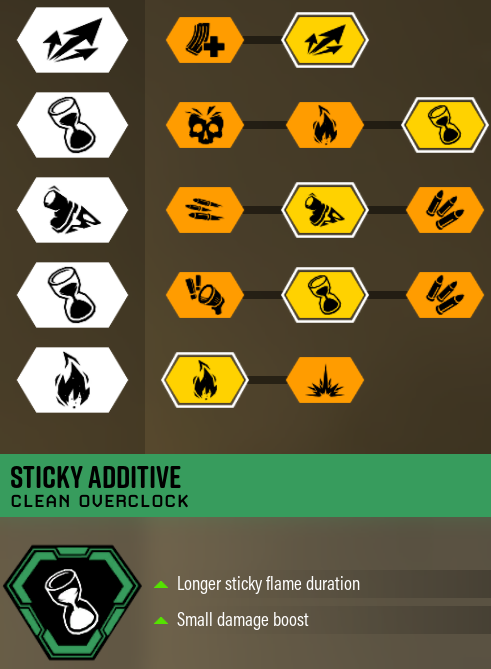 STICKY ADDITIVE
CLEAN OVERCLOCK
Longer sticky flame duration
Small damage boost